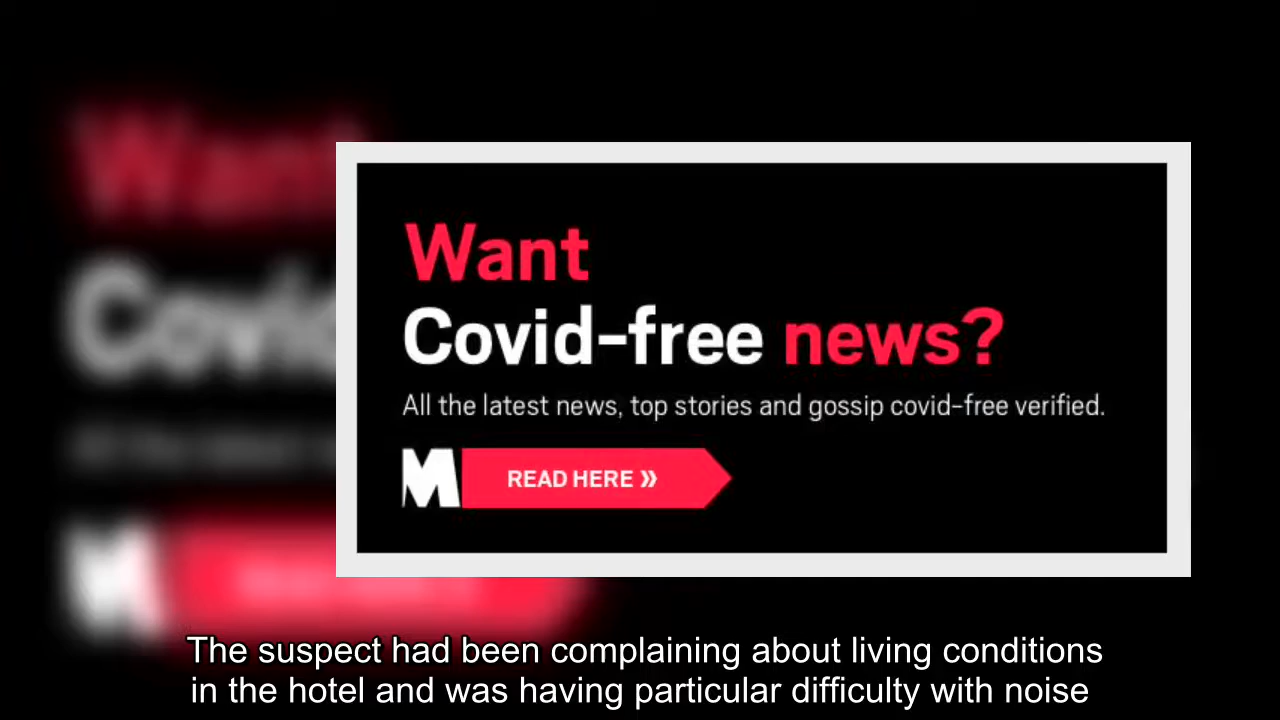 Want
Covid-free news?
All the latest news, top stories and gossip covid-free verified.
M READ HERE »
The suspect had been complaining about living conditions
in the hotel and was having particular difficulty with noise